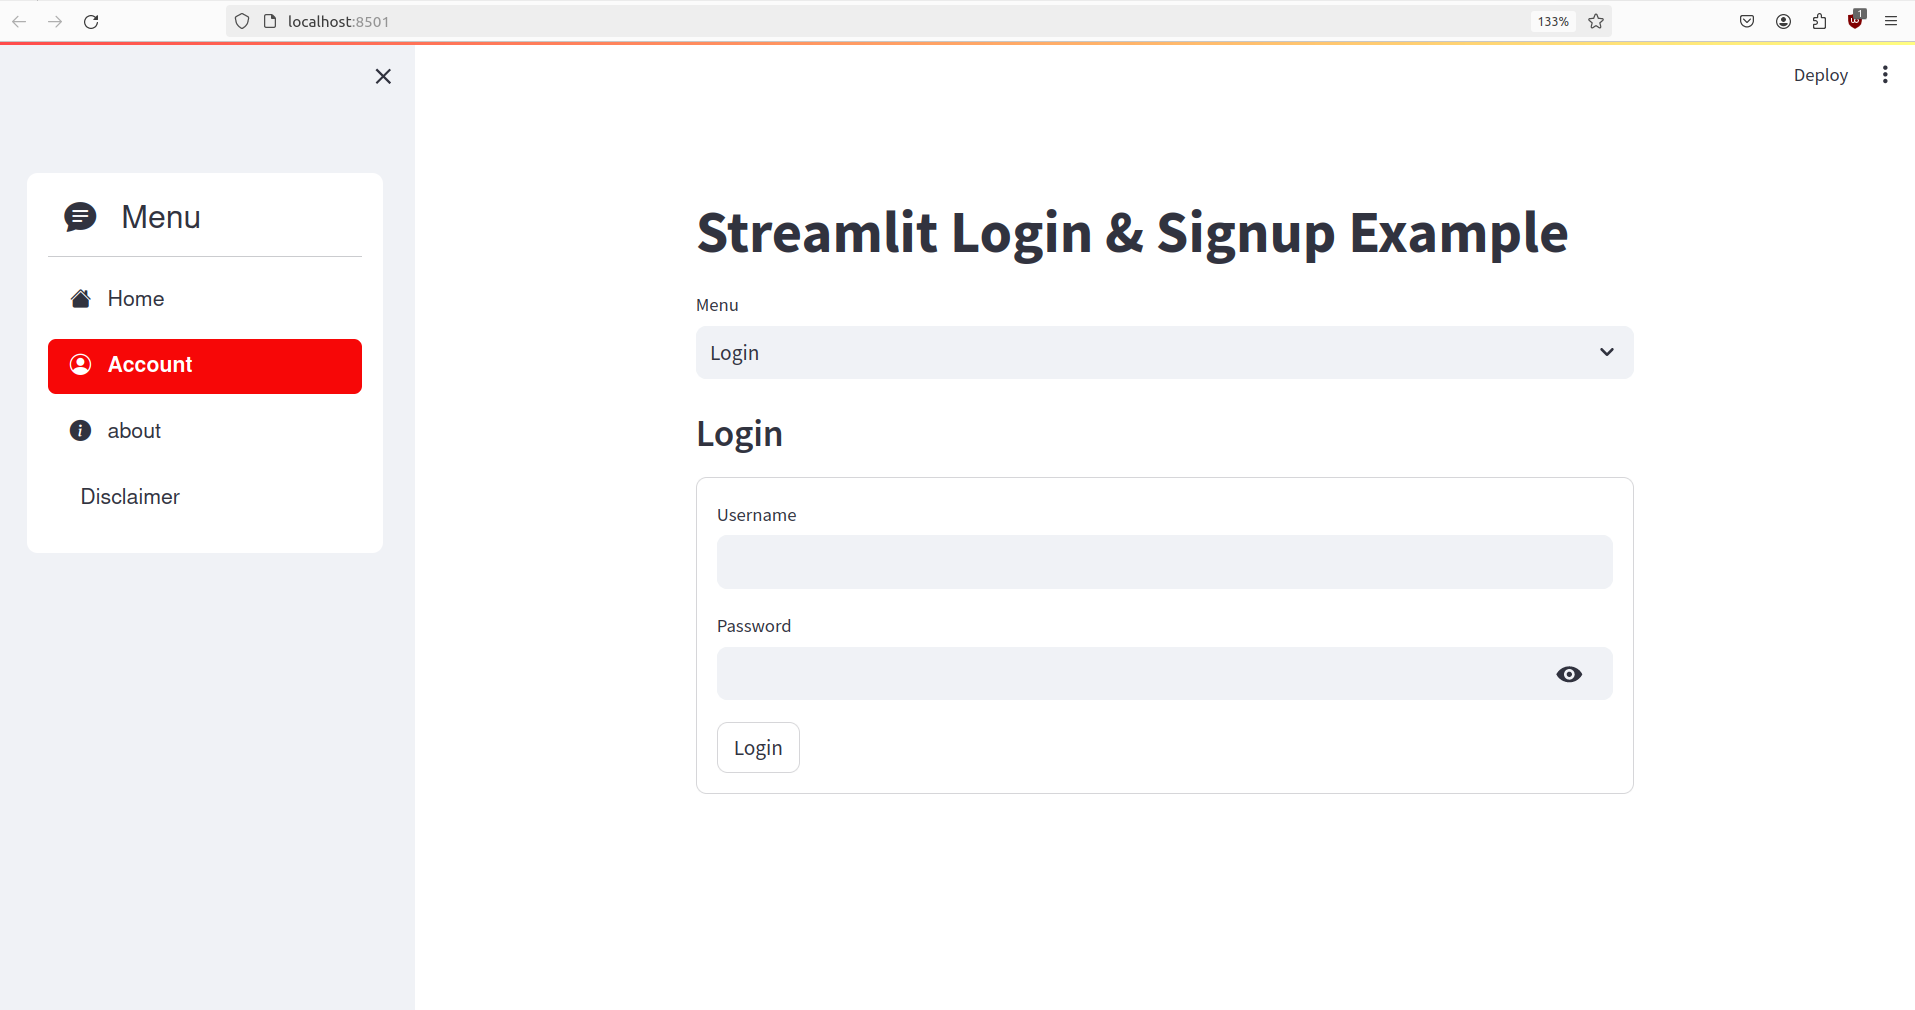 localhost:8501
133%
1
Deploy
Menu
Home
Account
about
Disclaimer
Streamlit Login & Signup Example
Menu
Login
Login
Username
Password
Login